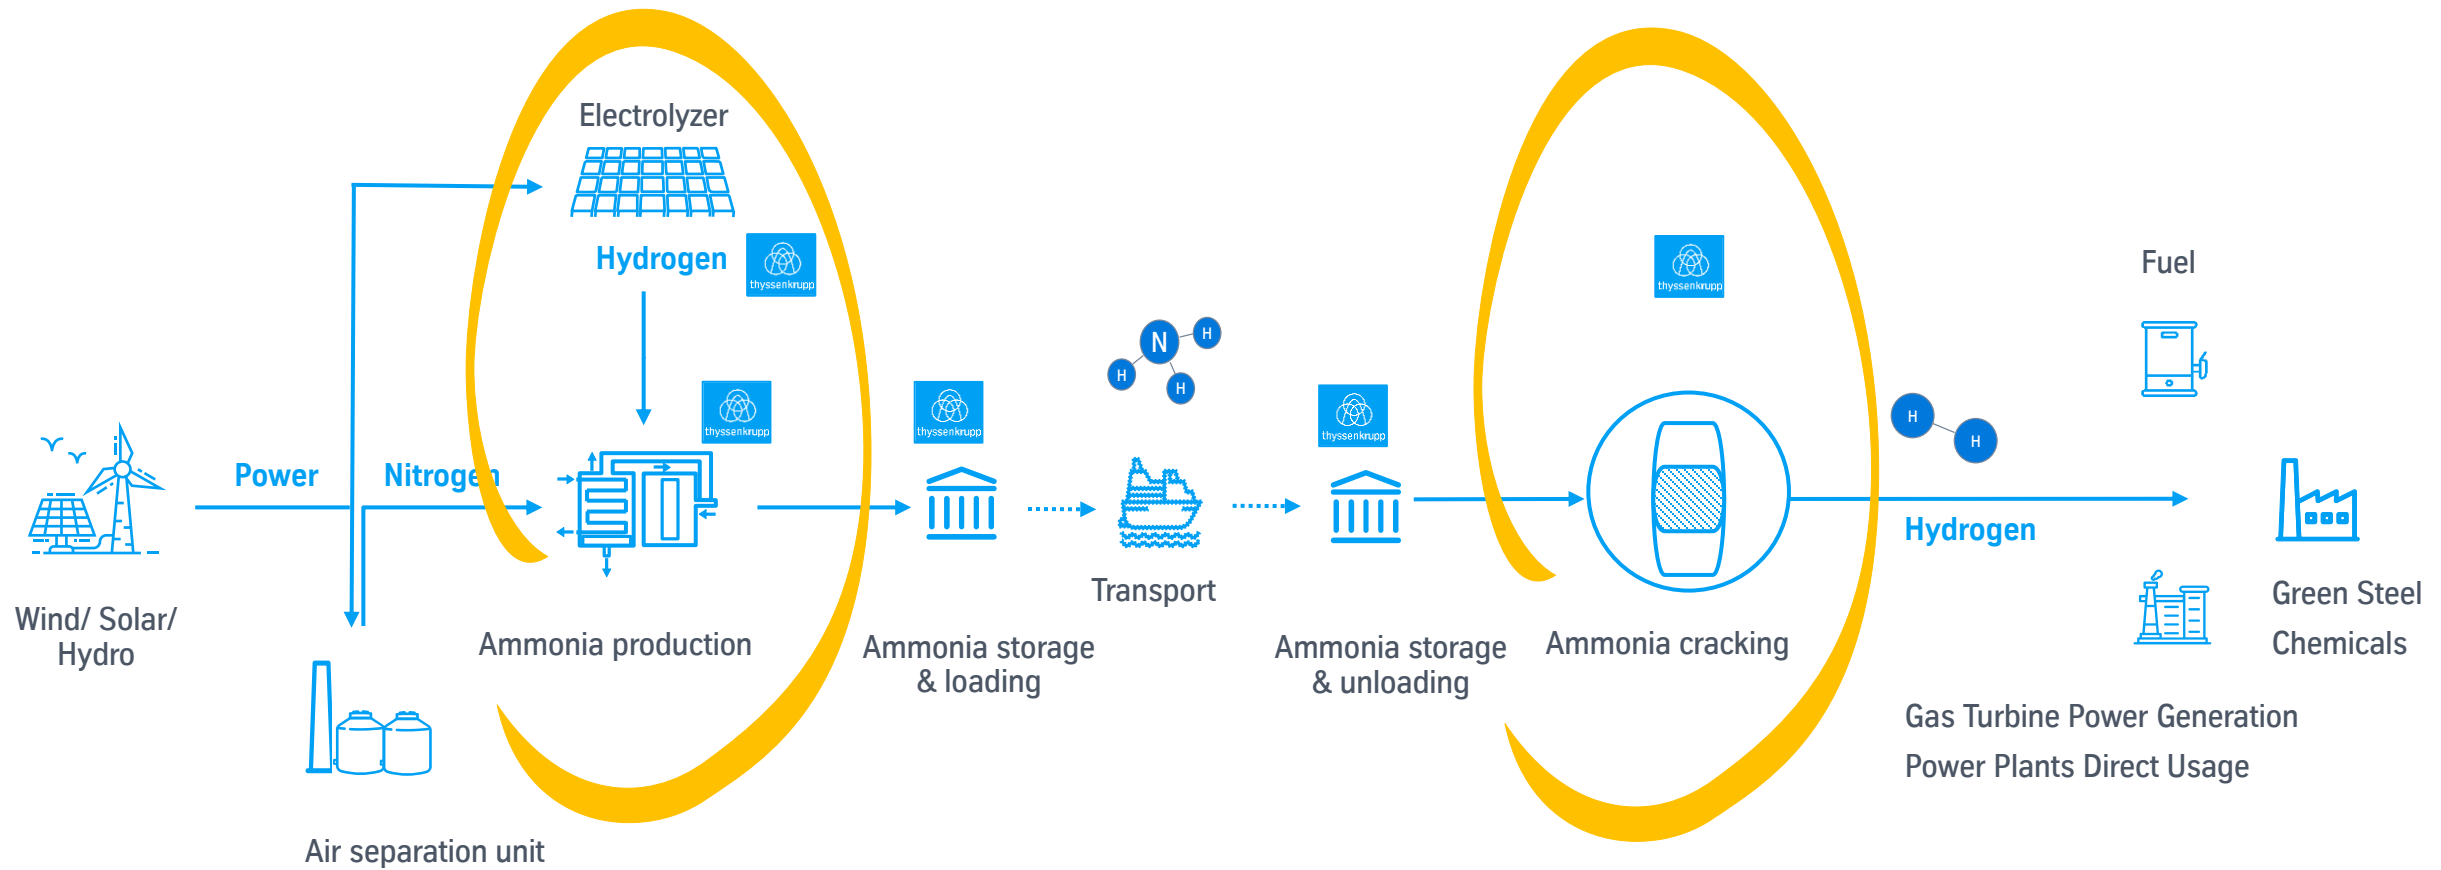 Electrolyzer
Hydrogen
thyssenkrupp
thyssenkrupp
Power
Nitrogen
Wind/ Solar/
Hydro
Ammonia production
Air separation unit
thyssenkrupp
Ammonia storage
& loading
N
H
H
H
Transport
thyssenkrupp
Ammonia storage
& unloading
thyssenkrupp
Ammonia cracking
H
H
Hydrogen
Fuel
Green Steel
Chemicals
Gas Turbine Power Generation
Power Plants Direct Usage